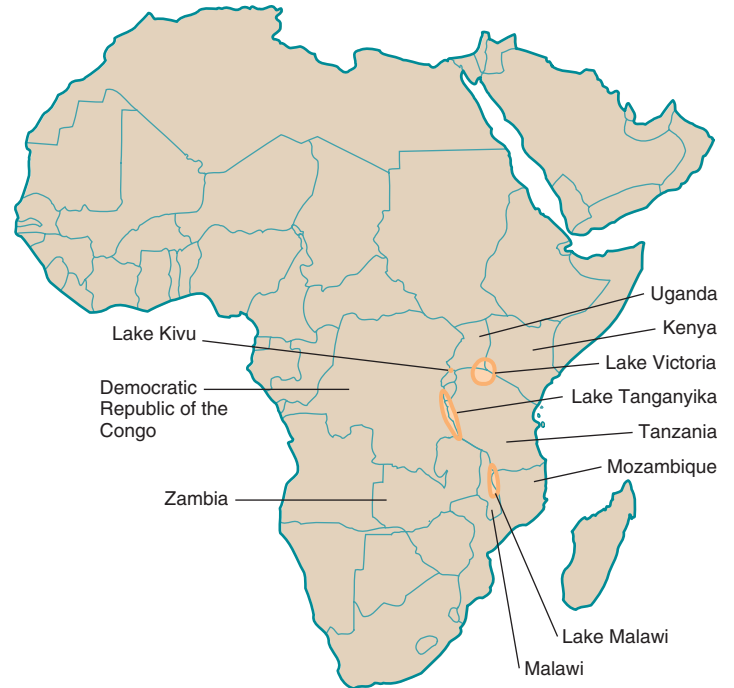 Uganda
Kenya
Lake Kivu
Lake Victoria
Democratic
Republic of the
Congo
Lake Tanganyika
Tanzania
Mozambique
Zambia
Lake Malawi
Malawi